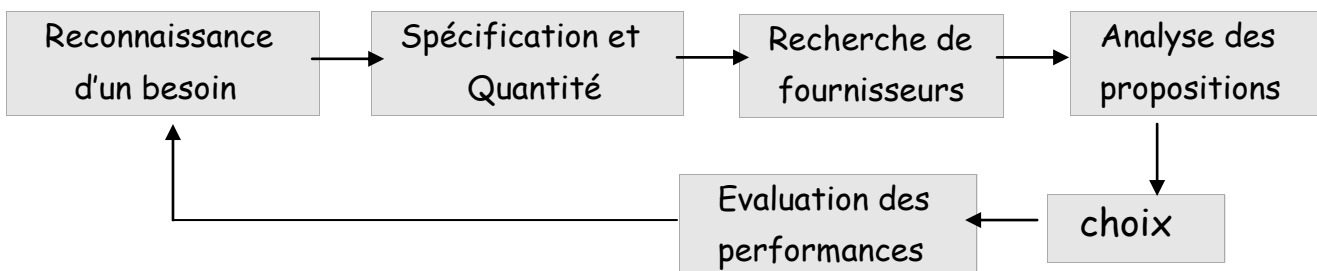 Reconnaissance
d'un besoin
Spécification et
Quantité
Recherche de
fournisseurs
Analyse des
propositions
choix
Evaluation des
performances